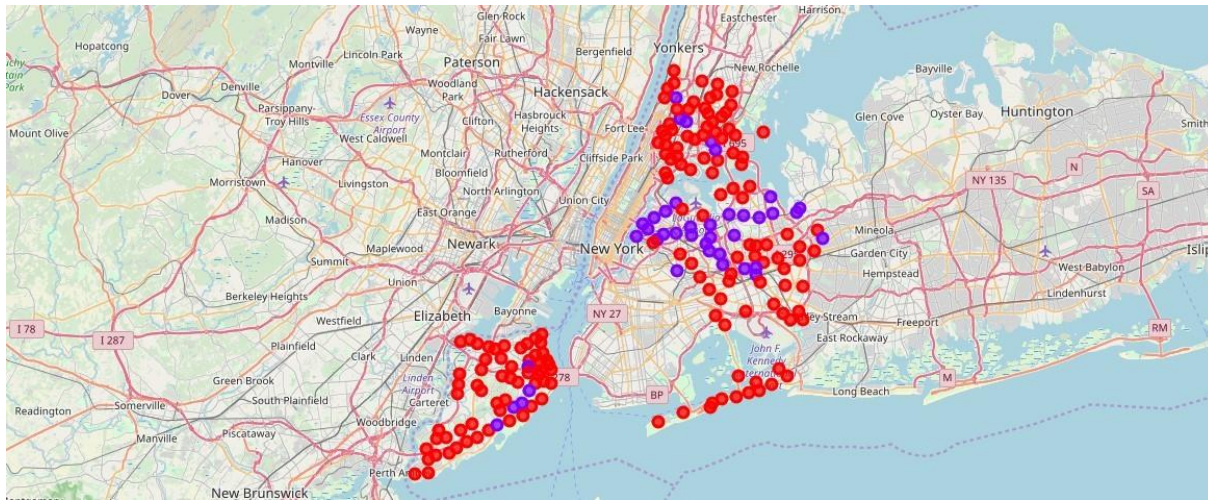 Eastchester
Harrison
Glen Rock
Wayne
Fair Lawn
Hopatcong
Lincoln Park
Bergenfield
Yonkers
Montville
Paterson
New Rochelle
Bayville
Dover
Denville
Woodland Park
Hackensack
Huntington
Parsippany-Troy Hills
Essex County Airport
Clifton
Hasbrouck Heights
Fort Lee
Glen Cove
Oyster Bay
Smith
Mount Olive
West Caldwell
Hanover
Montclair
Rutherford
Cliffside Park
695
Bloomfield
N
Morristown
Livingston
North Arlington
Union City
NY 135
SA
Madison
East Orange
Mineola
Maplewood
Newark
New York
Garden City
Summit
Union
Hempstead
West Babylon
Islip
Berkeley Heights
Elizabeth
Bayonne
Lindenhurst
I 78
Westfield
NY 27
Freeport
I 287
Plainfield
Clark
Linden
East Rockaway
RM
Linden Airport
John F. Kennedy
278
M
Green Brook
South Plainfield
Carteret
BP
Long Beach
Readington
Somerville
Woodbridge
Manville
Piscataway
New Brunswick